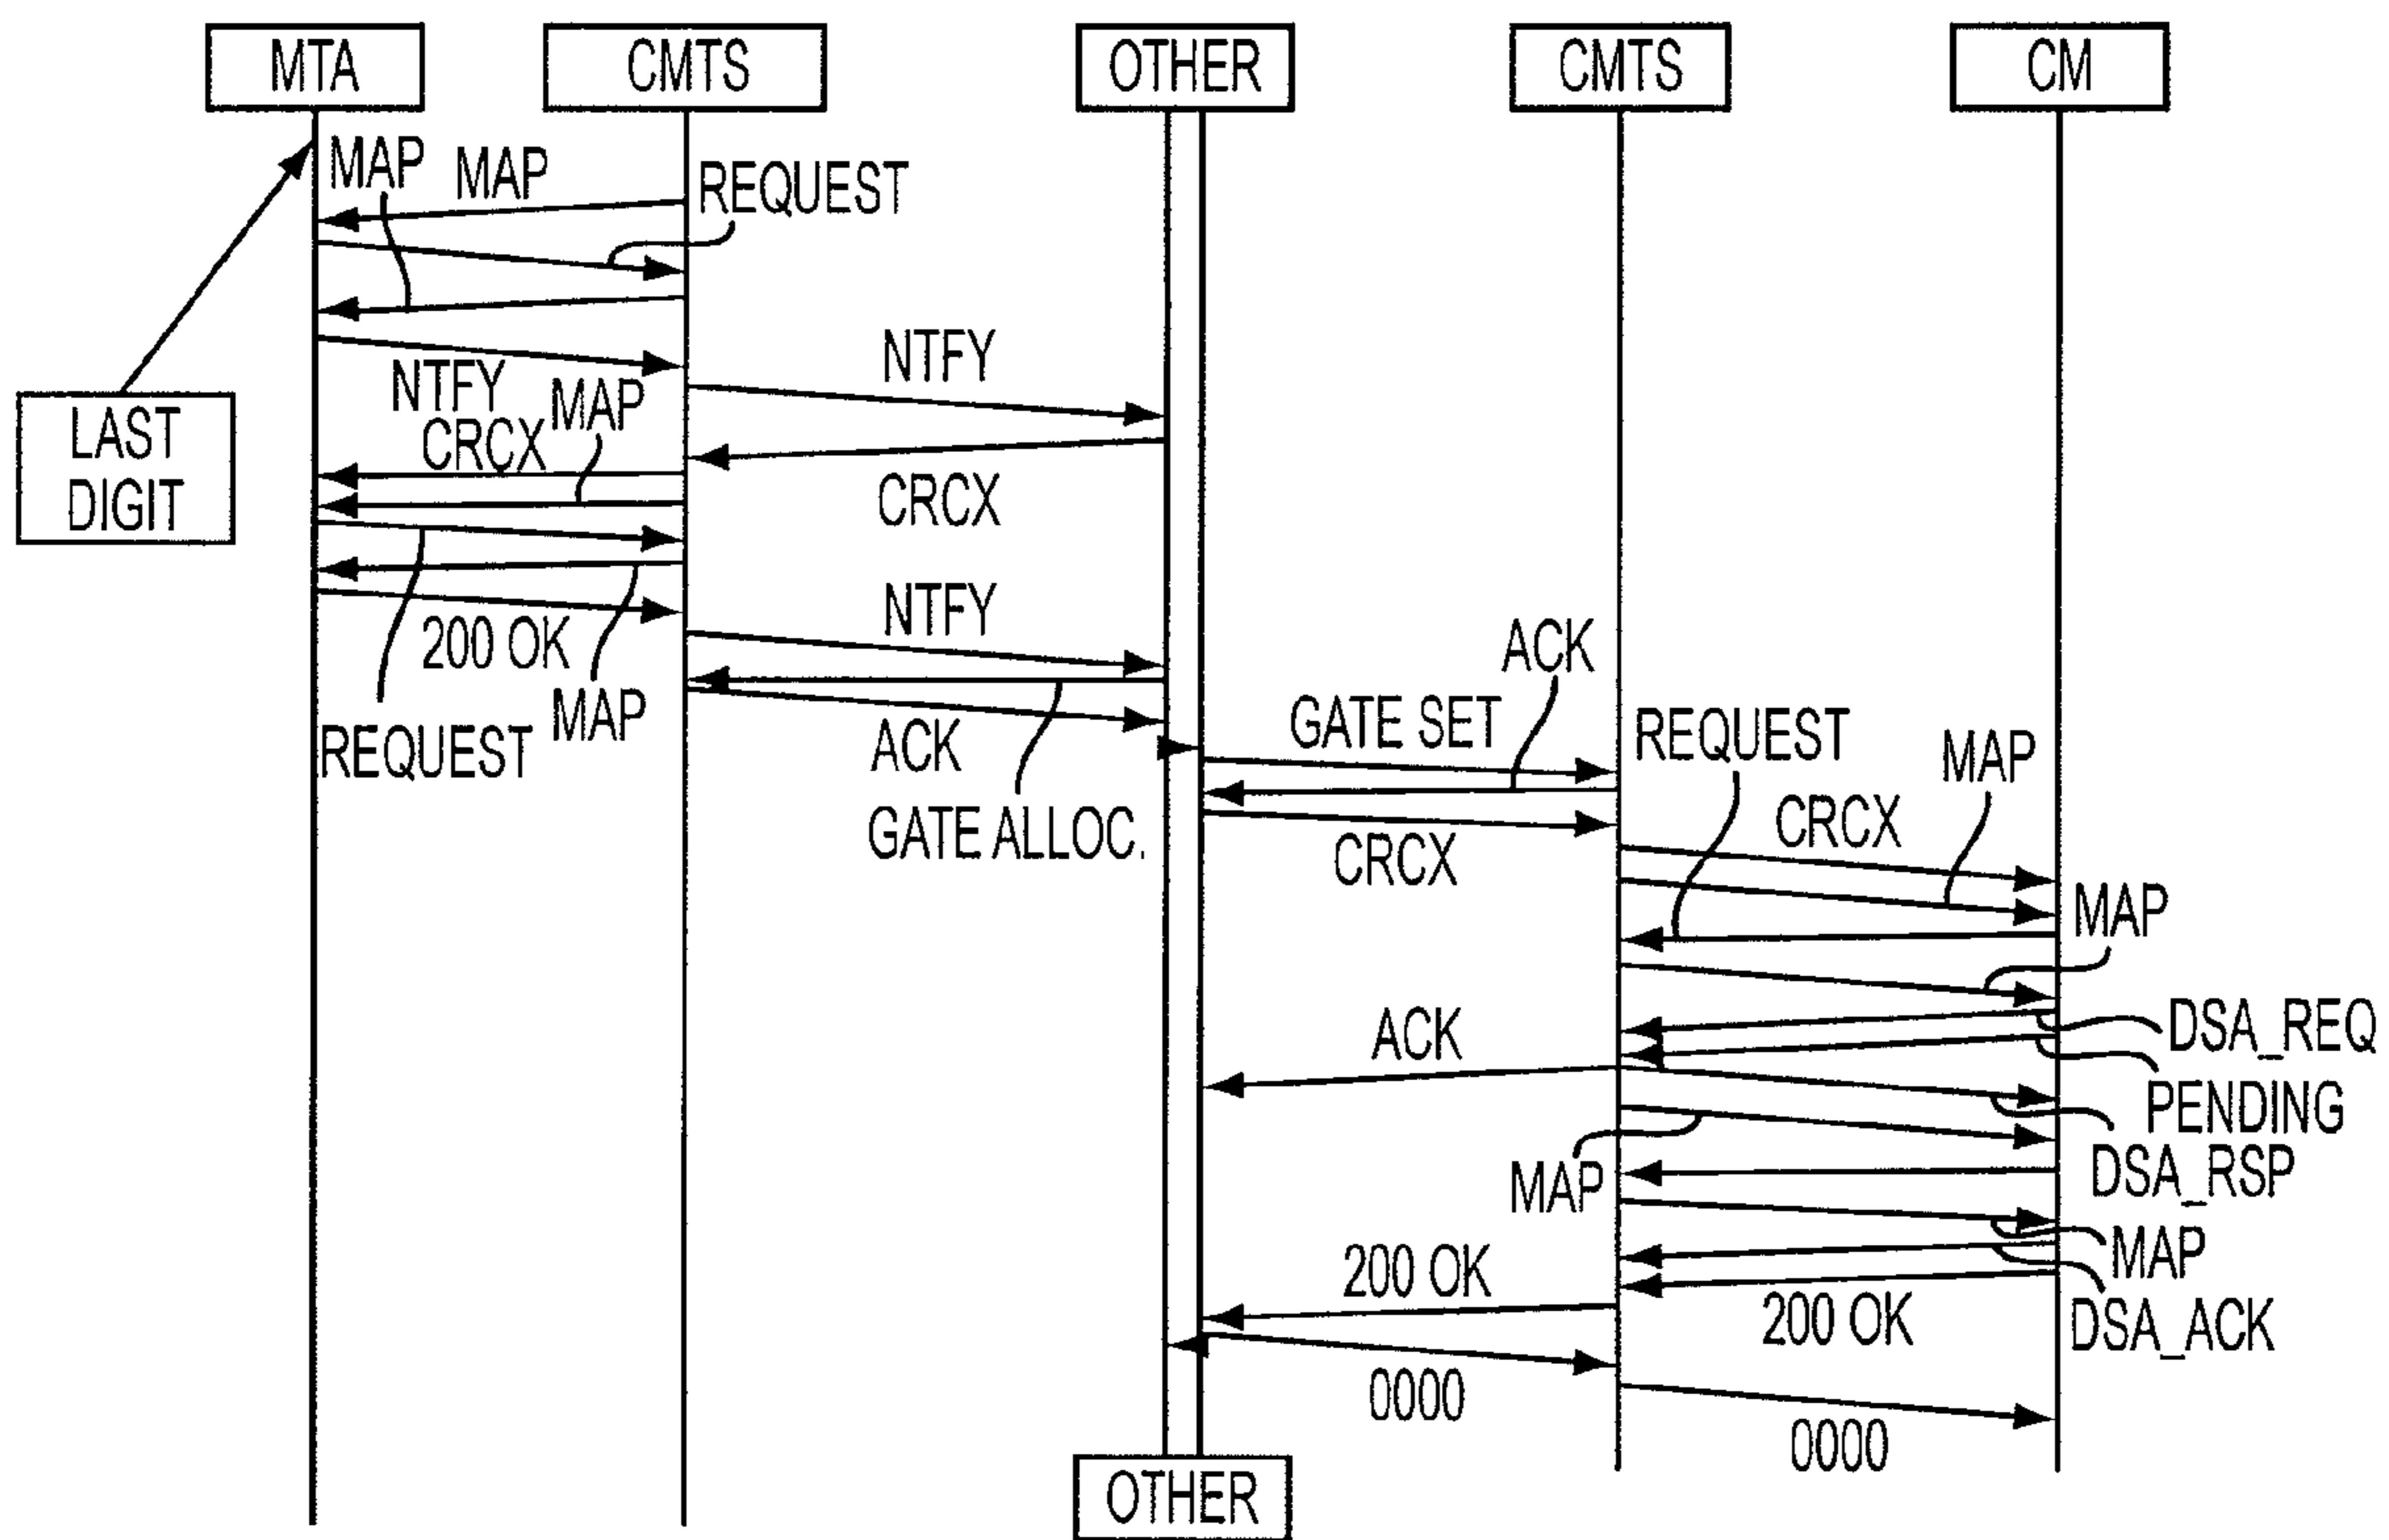 MTA
CMTS
OTHER
CMTS
CM
MAP
MAP
REQUEST
NTFY
NTFY
LAST
DIGIT
CRCX
MAP
CRCX
200 OK
NTFY
ACK
MAP
REQUEST
ACK
GATE SET
REQUEST
MAP
GATE ALLOC.
CRCX
CRCX
MAP
DSA_REQ
ACK
PENDING
DSA_RSP
MAP
MAP
200 OK
200 OK
DSA_ACK
0000
0000
OTHER